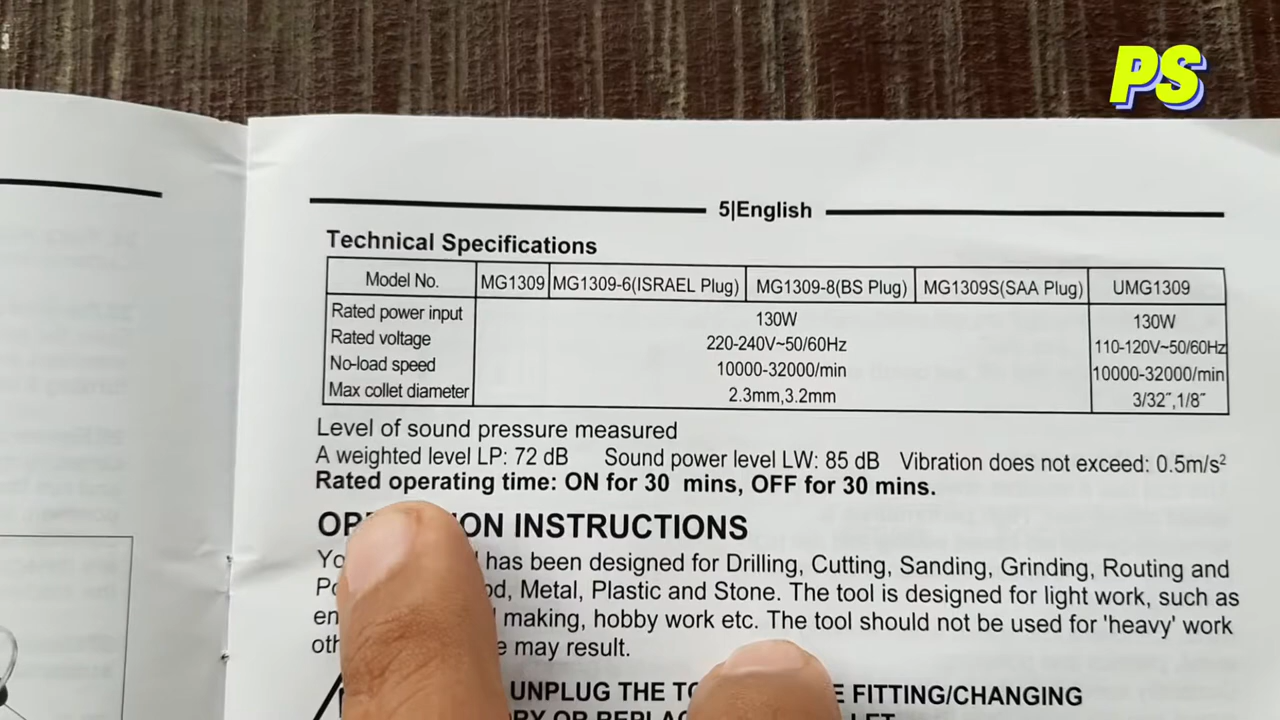 PS
5|English
Technical Specifications
Model No. MG1309 MG1309-6(ISRAEL Plug) MG1309-8(BS Plug) MG1309S(SAA Plug) UMG1309
Rated power input 130W 130W
Rated voltage 220-240V~50/60Hz 110-120V~50/60Hz
No-load speed 10000-32000/min 10000-32000/min
Max collet diameter 2.3mm,3.2mm 3/32″,1/8″
Level of sound pressure measured
A weighted level LP: 72 dB Sound power level LW: 85 dB Vibration does not exceed: 0.5m/s²
Rated operating time: ON for 30 mins, OFF for 30 mins.
INSTRUCTIONS
has been designed for Drilling, Cutting, Sanding, Grinding, Routing and
Metal, Plastic and Stone. The tool is designed for light work, such as
making, hobby work etc. The tool should not be used for 'heavy' work
may result.
UNPLUG THE FITTING/CHANGING
OR